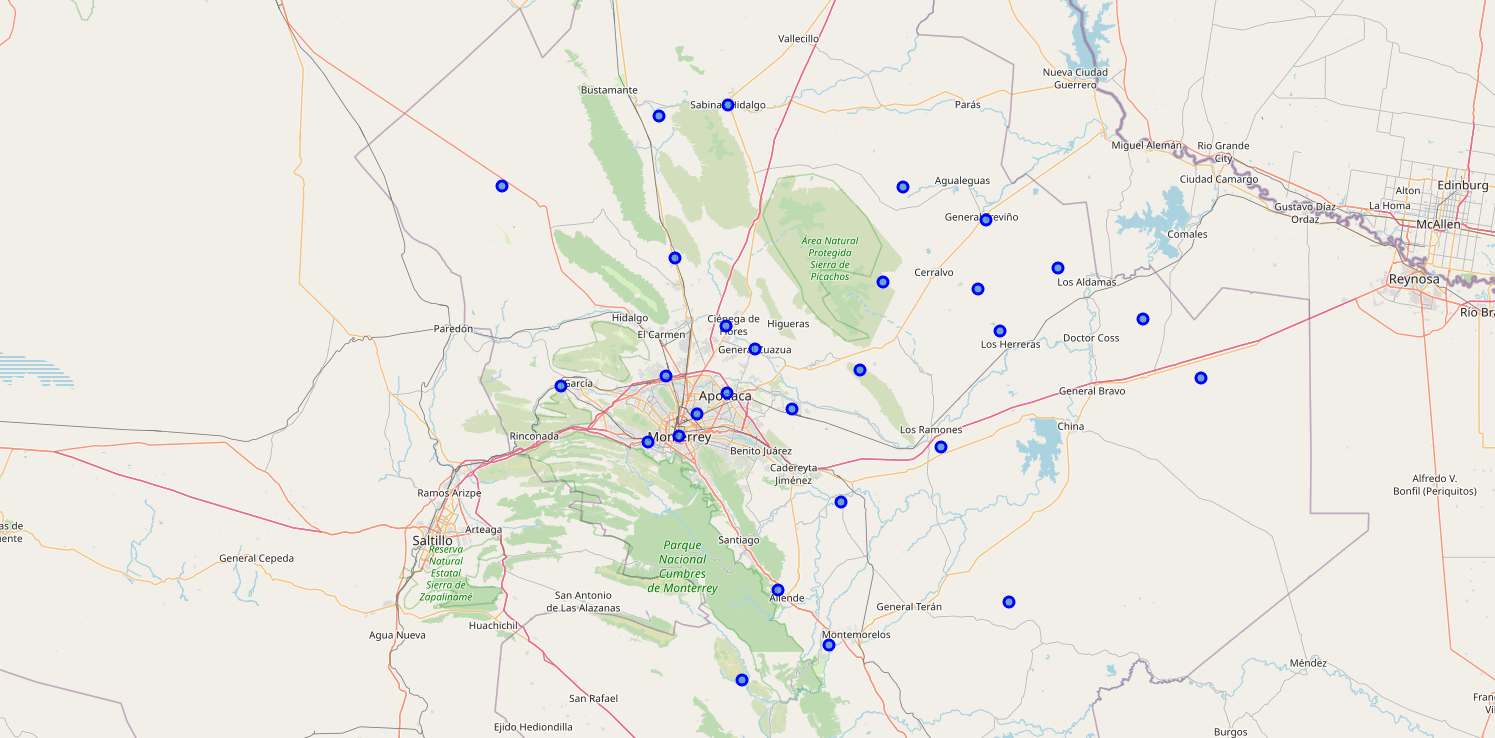 Vallecillo
Nueva Ciudad
Guerrero
Bustamante
Sabinas Hidalgo
Parás
Miguel Alemán
Rio Grande
City
Agualeguas
Ciudad Camargo
Alton
Edinburg
La Homa
Gustavo Díaz
Ordaz
General Treviño
McAllen
Comales
Área Natural
Protegida
Sierra de
Picachos
Cerralvo
Los Aldamas
Reynosa
Río Bra
Hidalgo
Ciénega de
Flores
Higueras
Paredón
El Carmen
Los Herreras
Doctor Coss
General Zuazua
García
Apodaca
General Bravo
Rinconada
Monterrey
Los Ramones
China
Benito Juárez
Cadereyta
Jiménez
Alfredo V.
Bonfil (Periquitos)
Ramos Arizpe
as de
uente
Arteaga
Saltillo
Santiago
Reserva
Natural
Estatal
Sierra de
Zapalinamé
General Cepeda
Parque
Nacional
Cumbres
de Monterrey
San Antonio
de Las Alazanas
Allende
General Terán
Huachichil
Agua Nueva
Montemorelos
Méndez
San Rafael
Fran
Vil
Ejido Hediondilla
Burgos